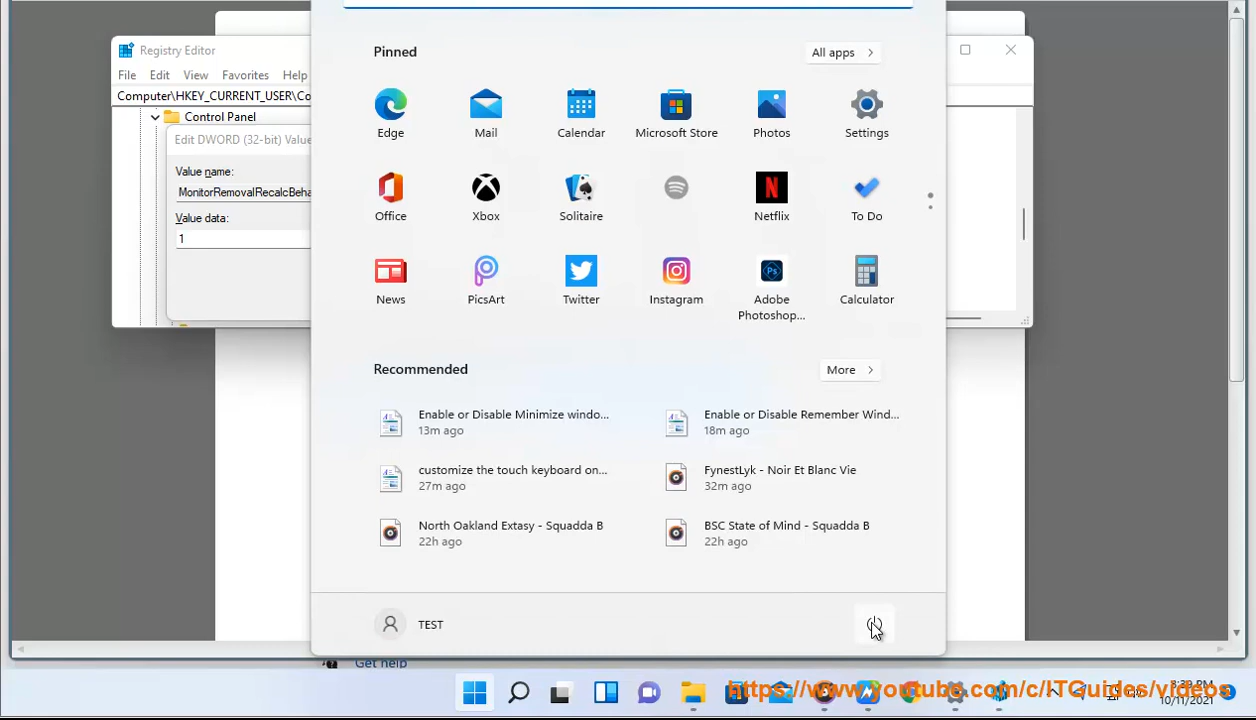 Registry Editor
File Edit View Favorites Help
Computer\HKEY_CURRENT_USER\Co
Control Panel
Edit DWORD (32-bit) Value
Value name:
MonitorRemovalRecalcBeha
Value data:
1
Pinned
All apps
Edge
Mail
Calendar
Microsoft Store
Photos
Settings
Office
Xbox
Solitaire
Netflix
To Do
News
PicsArt
Twitter
Instagram
Adobe
Photoshop...
Calculator
Recommended
More
Enable or Disable Minimize windo...
13m ago
Enable or Disable Remember Wind...
18m ago
customize the touch keyboard on...
27m ago
FynestLyk - Noir Et Blanc Vie
32m ago
North Oakland Extasy - Squadda B
22h ago
BSC State of Mind - Squadda B
22h ago
TEST
Get help
https://www.youtube.com/c/ITGuides/videos
8:39 PM
10/11/2021